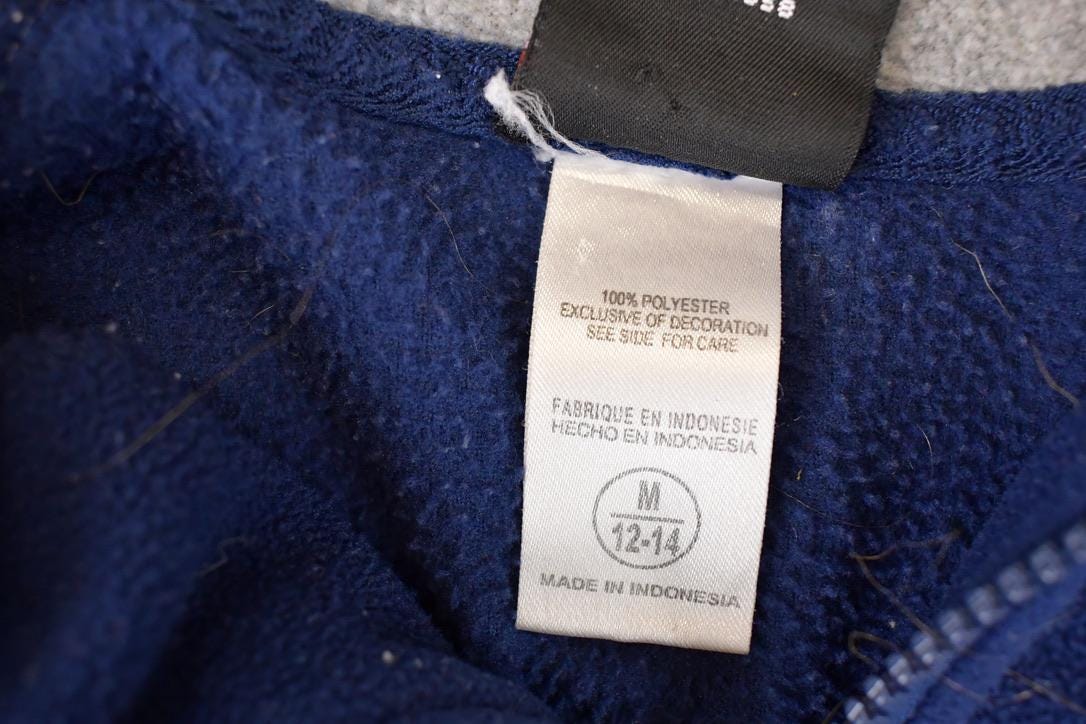 100% POLYESTER
EXCLUSIVE OF DECORATION
SEE SIDE FOR CARE
FABRIQUE EN INDONESIE
HECHO EN INDONESIA
M
12-14
MADE IN INDONESIA